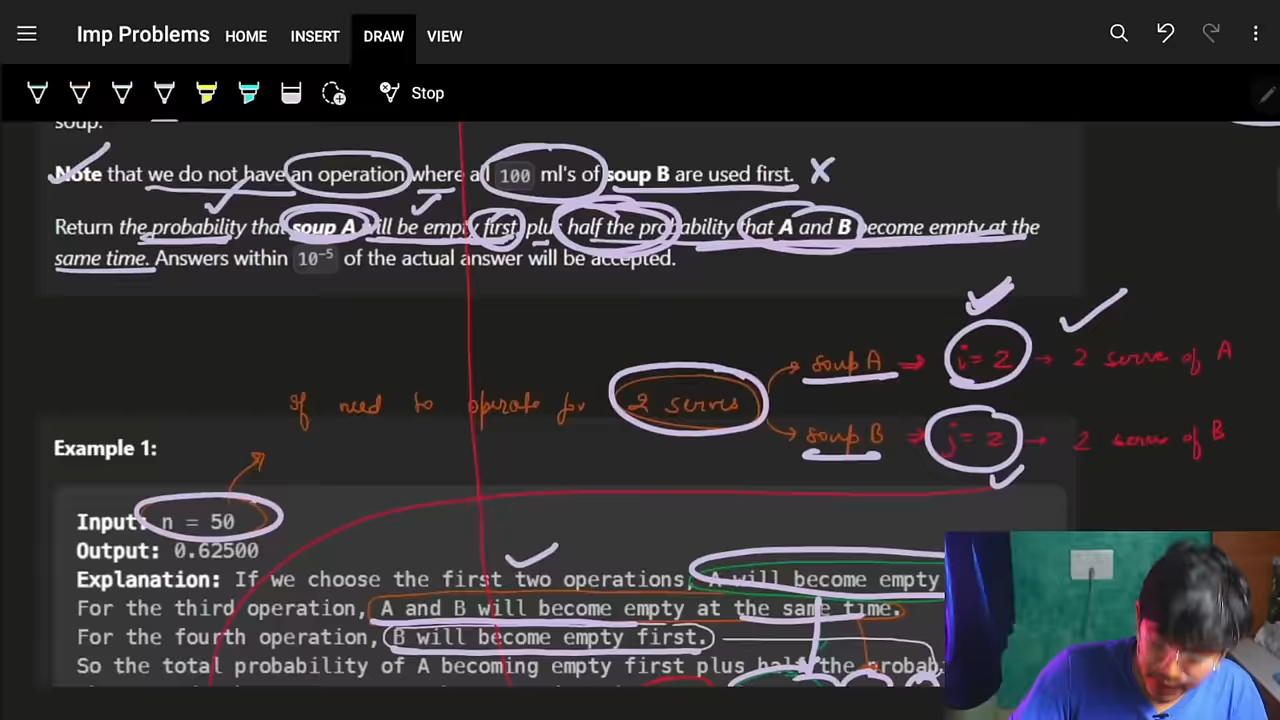 Imp Problems HOME INSERT DRAW VIEW
Stop
soup.
Note that we do not have an operation where all 100 ml's of soup B are used first.
Return the probability that soup A will be empty first, plus half the probability that A and B become empty at the
same time. Answers within 10^-5 of the actual answer will be accepted.
soup A ⇒ i = 2 → 2 serve of A
If need to operate for 2 serves
soup B ⇒ j = 2 → 2 serve of B
Example 1:
Input: n = 50
Output: 0.62500
Explanation: If we choose the first two operations, A will become empty
For the third operation, A and B will become empty at the same time.
For the fourth operation, B will become empty first.
So the total probability of A becoming empty first plus half the probab